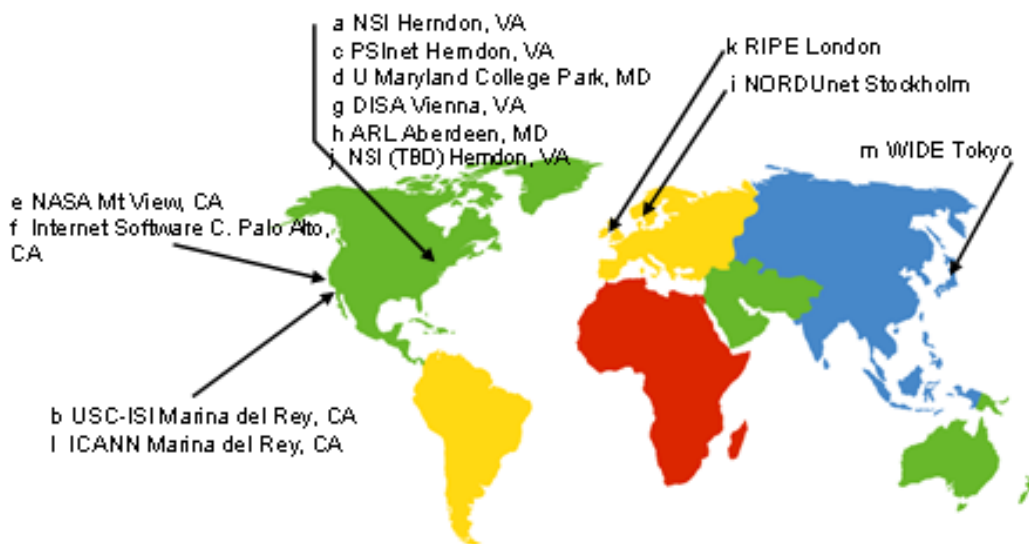 a NSI Herndon, VA
c PSInet Herndon, VA
d U Maryland College Park, MD
g DISA Vienna, VA
h ARL Aberdeen, MD
j NSI (TBD) Herndon, VA
k RIPE London
i NORDUnet Stockholm
m WIDE Tokyo
e NASA Mt View, CA
f Internet Software C. Palo Alto,
CA
b USC-ISI Marina del Rey, CA
l ICANN Marina del Rey, CA